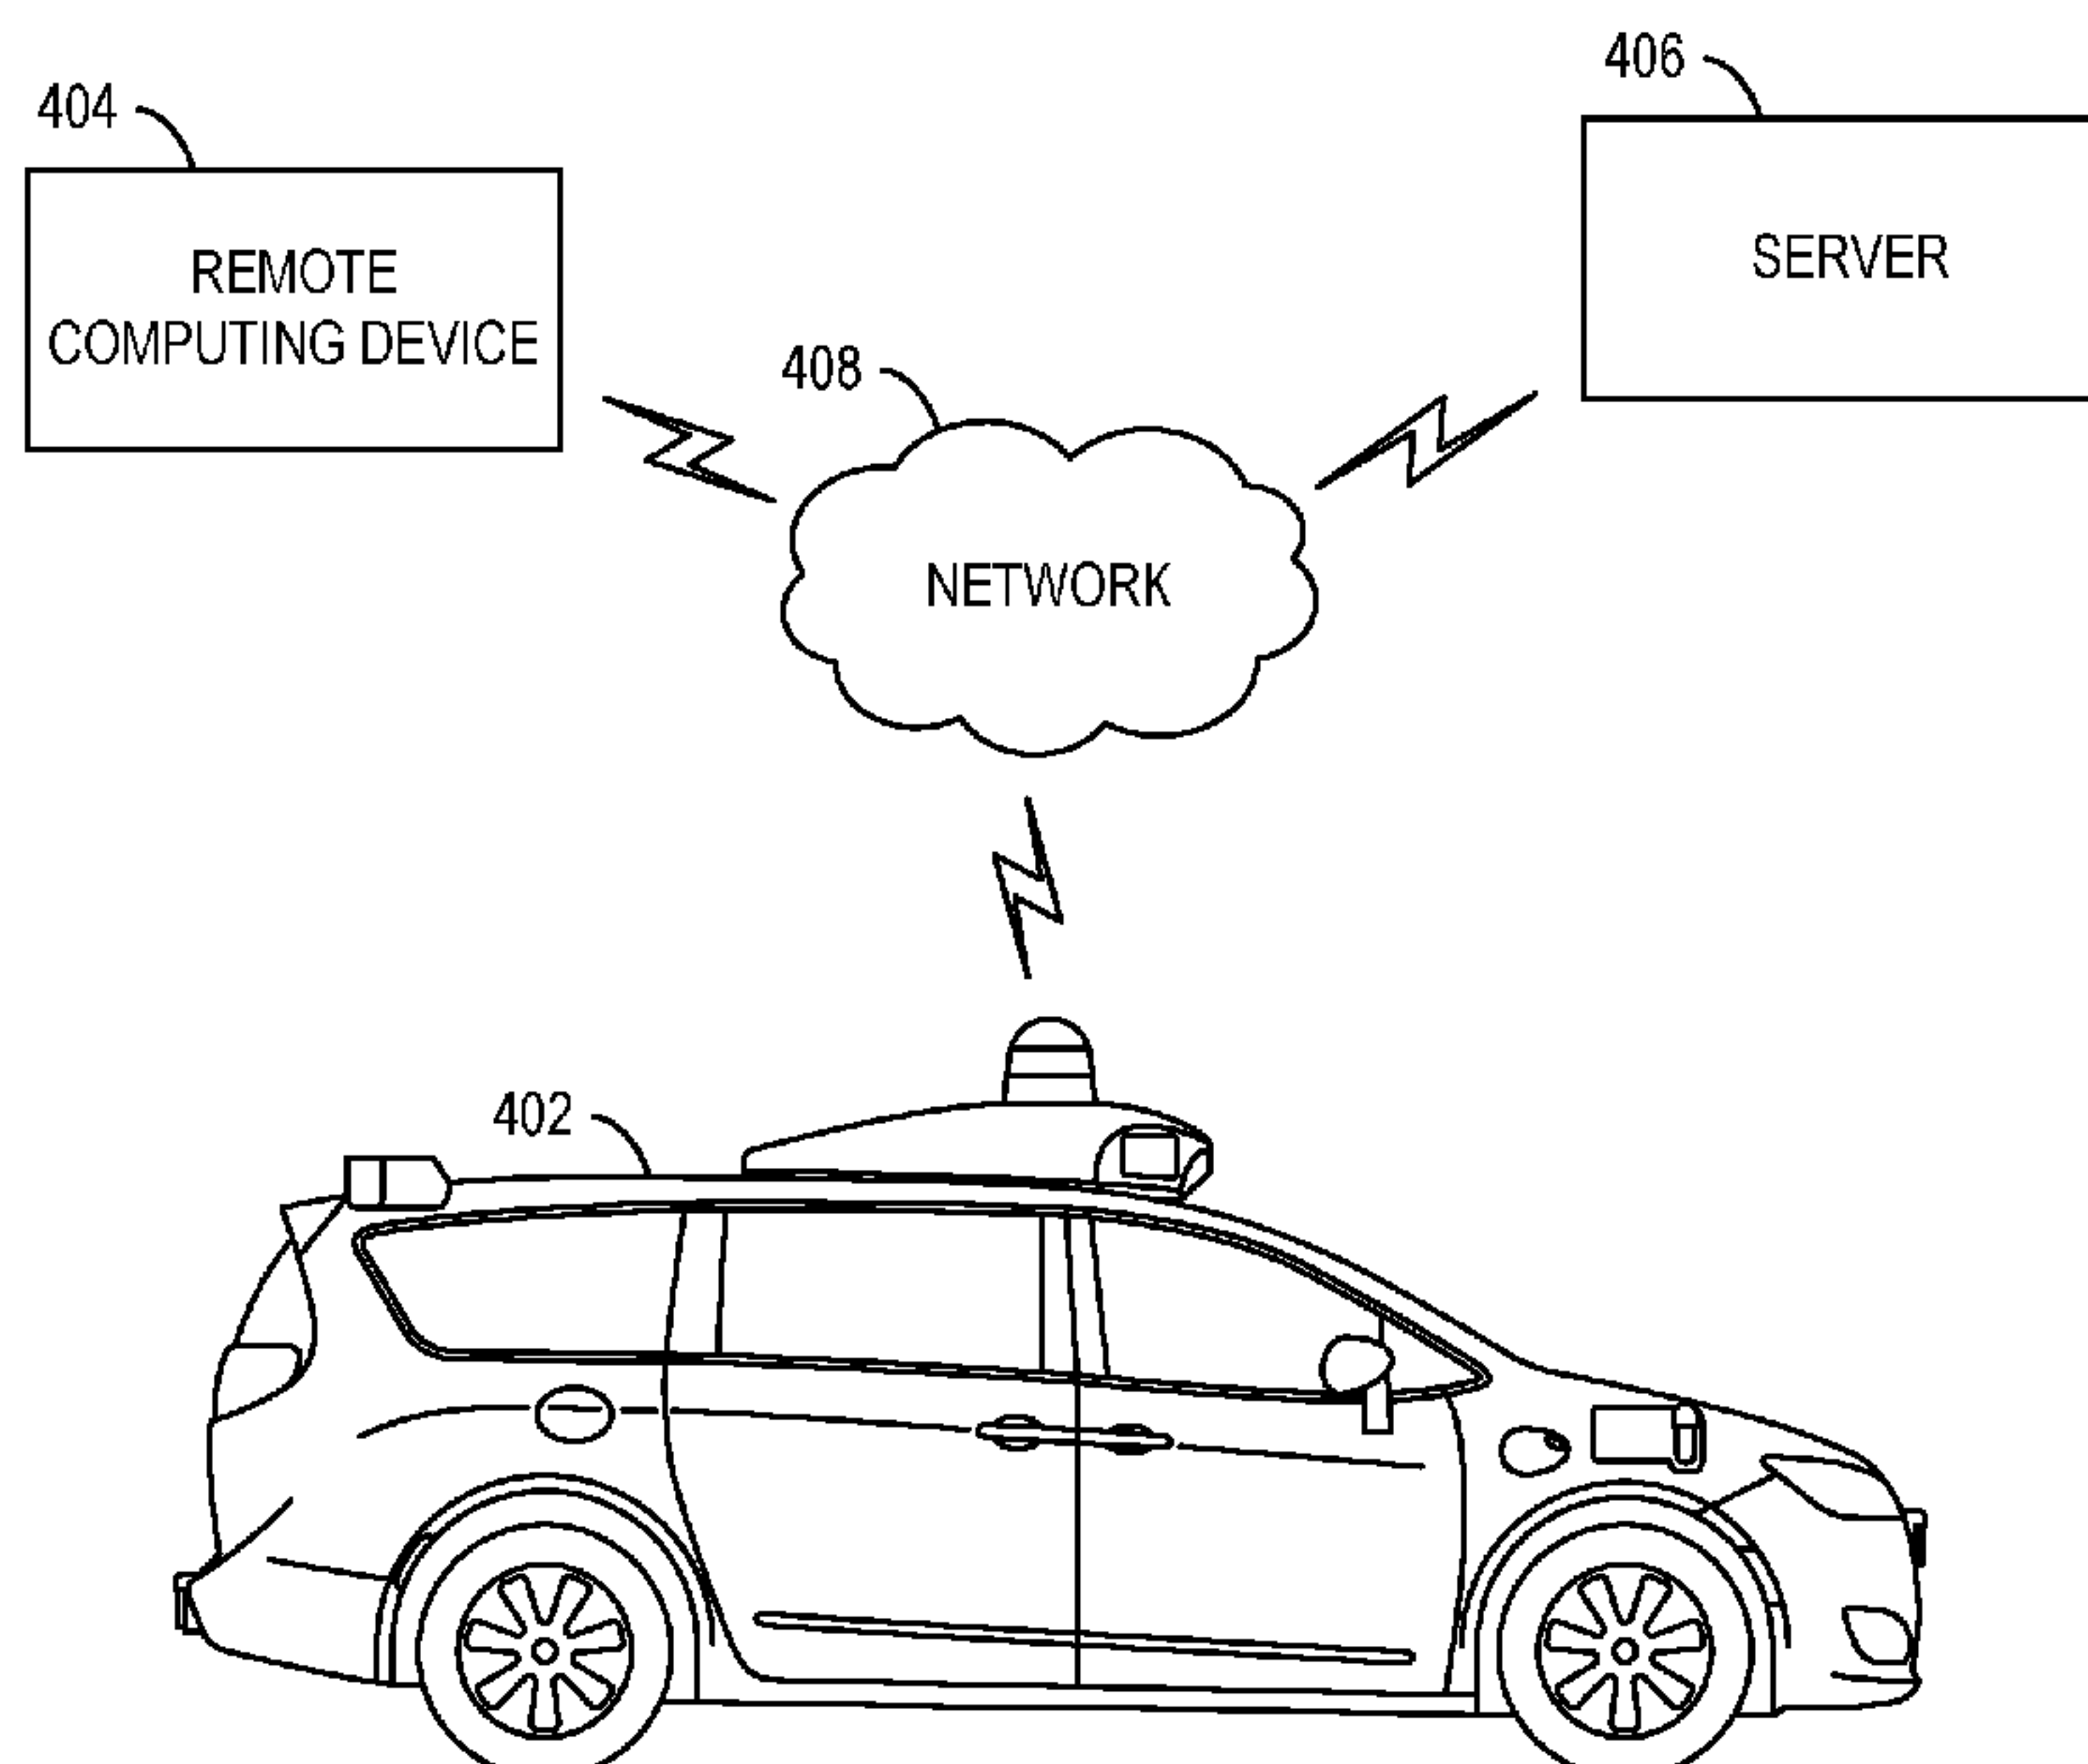 406
404
SERVER
REMOTE
COMPUTING DEVICE
408
NETWORK
402